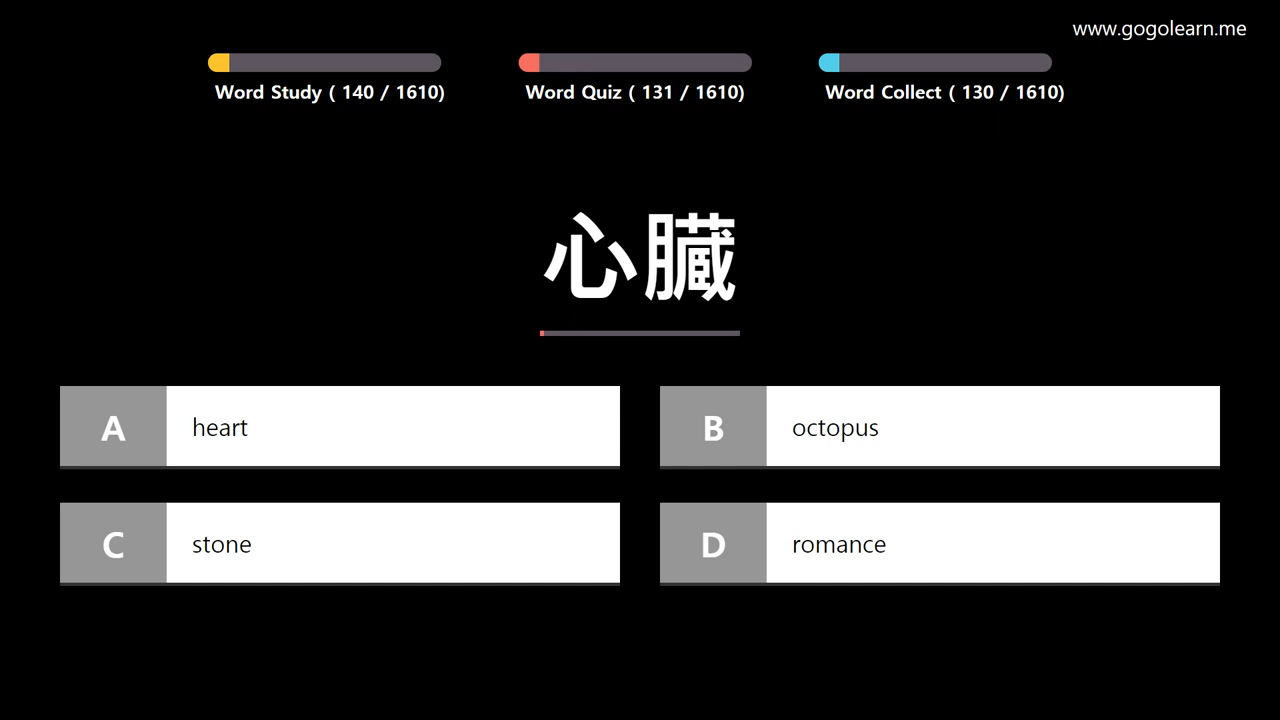 www.gogolearn.me
Word Study ( 140 / 1610)
Word Quiz ( 131 / 1610)
Word Collect ( 130 / 1610)
心臓
A heart
B octopus
C stone
D romance